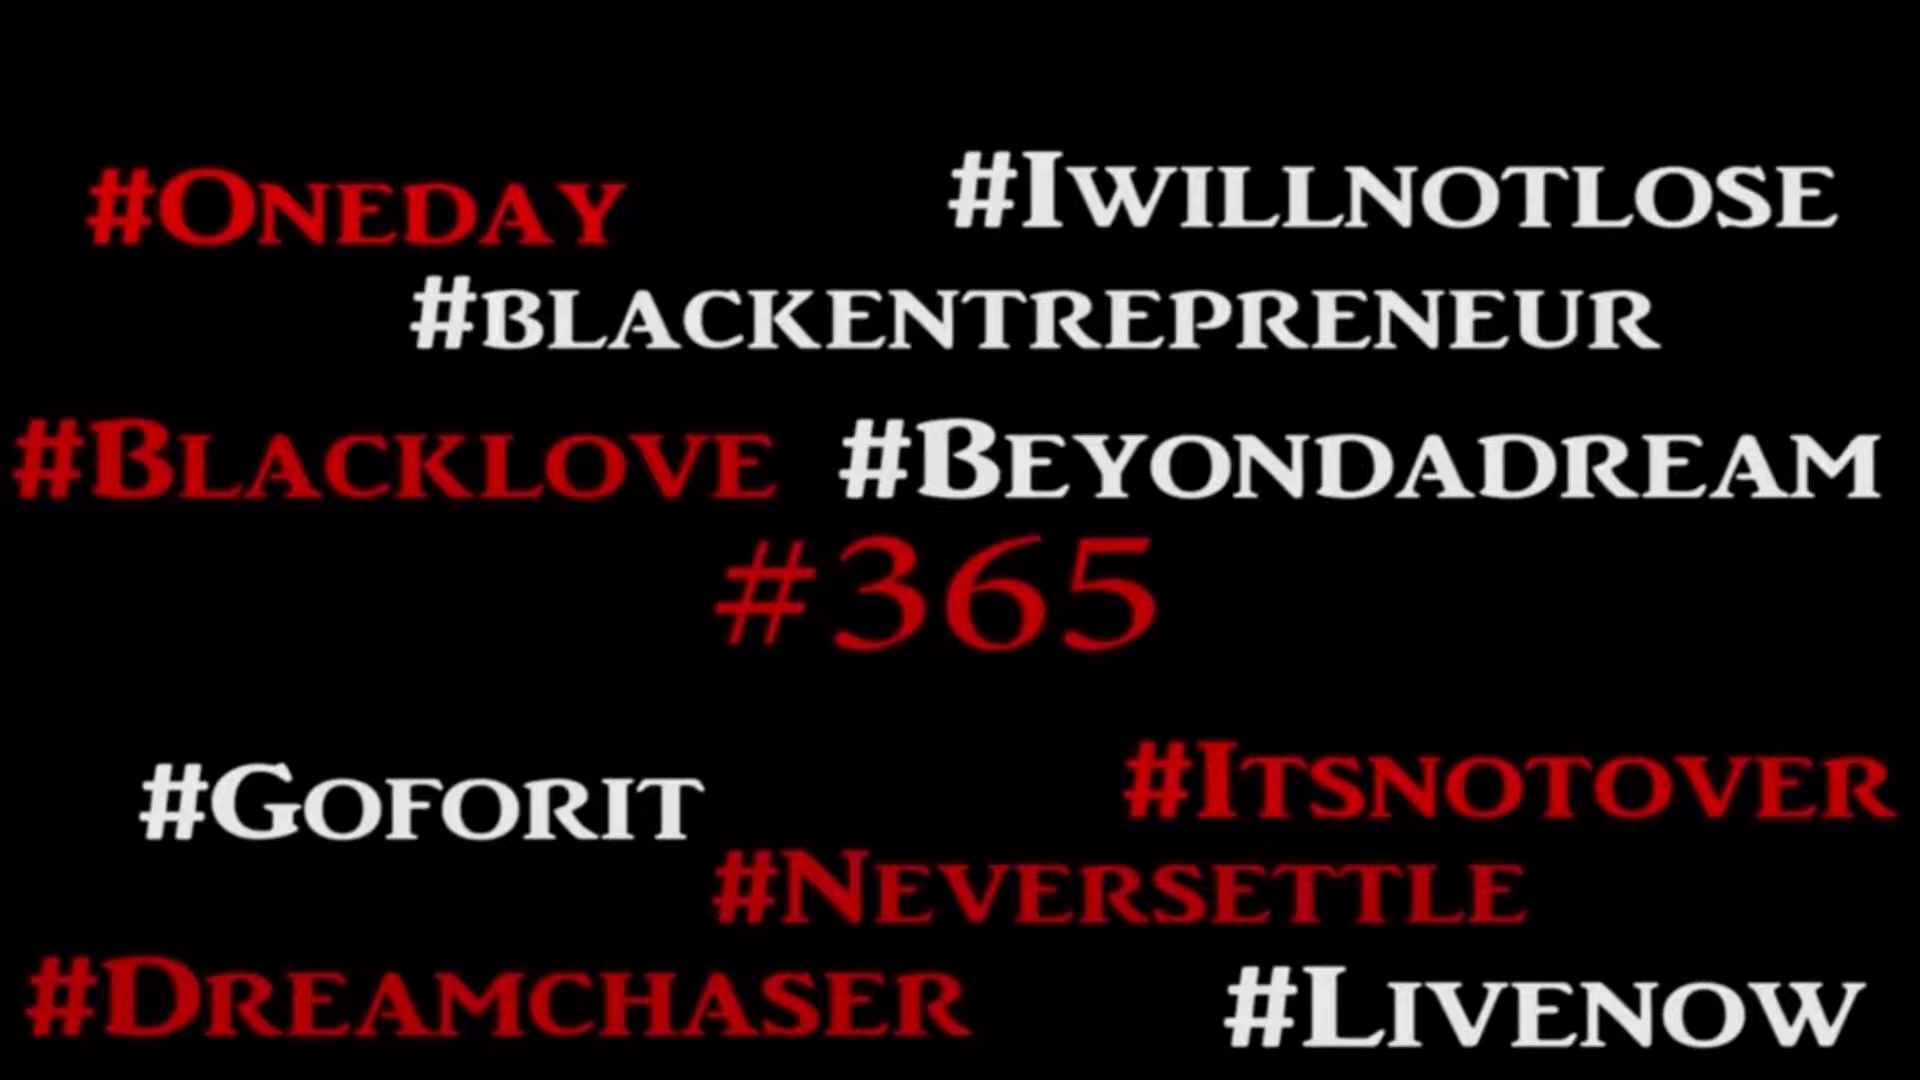 #Oneday
#Iwillnotlose
#blackentrepreneur
#Blacklove
#Beyondadream
#365
#Goforit
#Itsnotover
#Neversettle
#Dreamchaser
#Livenow